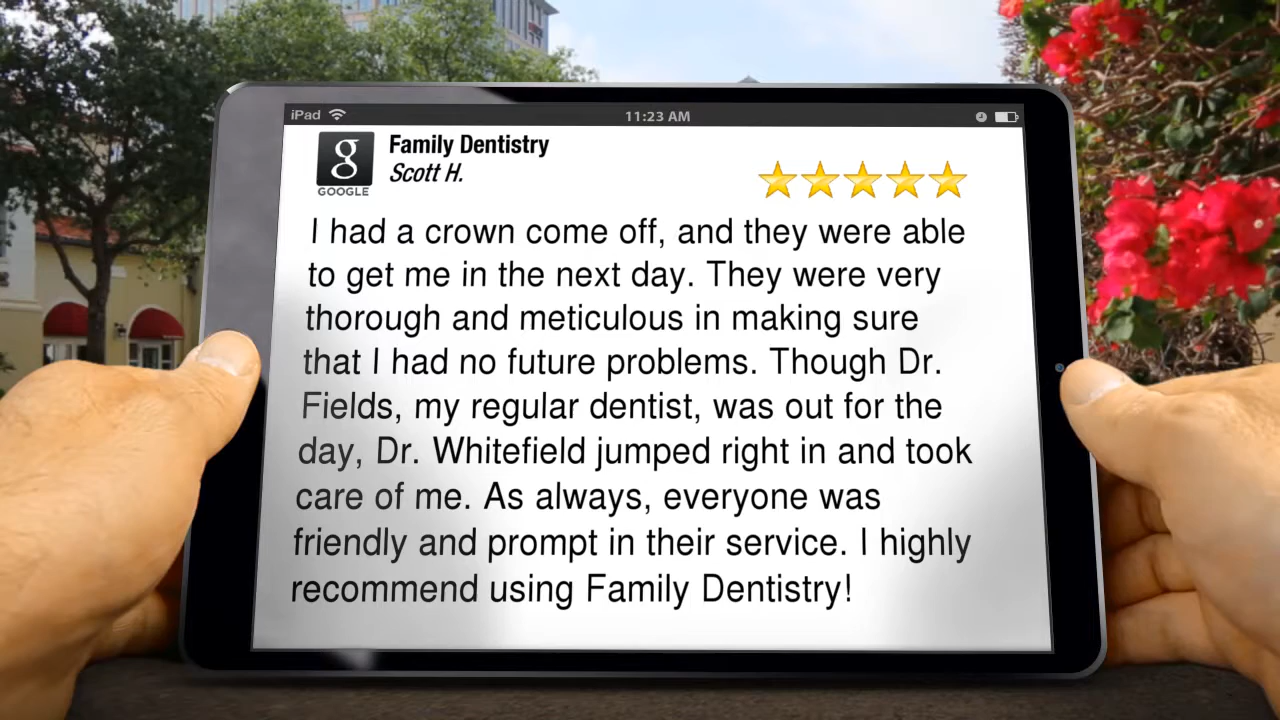 iPad
11:23 AM
g
GOOGLE
Family Dentistry
Scott H.
I had a crown come off, and they were able
to get me in the next day. They were very
thorough and meticulous in making sure
that I had no future problems. Though Dr.
Fields, my regular dentist, was out for the
day, Dr. Whitefield jumped right in and took
care of me. As always, everyone was
friendly and prompt in their service. I highly
recommend using Family Dentistry!